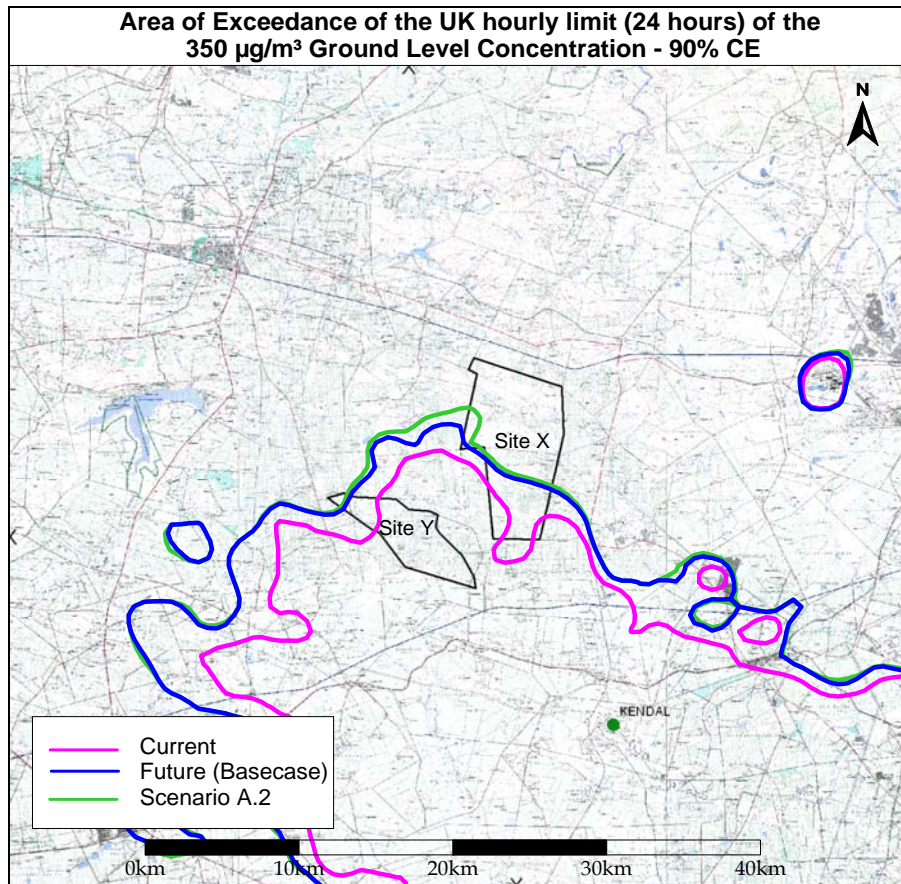 Area of Exceedance of the UK hourly limit (24 hours) of the
350 µg/m³ Ground Level Concentration - 90% CE
N
Site X
Site Y
KENDAL
Current
Future (Basecase)
Scenario A.2
0km 10km 20km 30km 40km